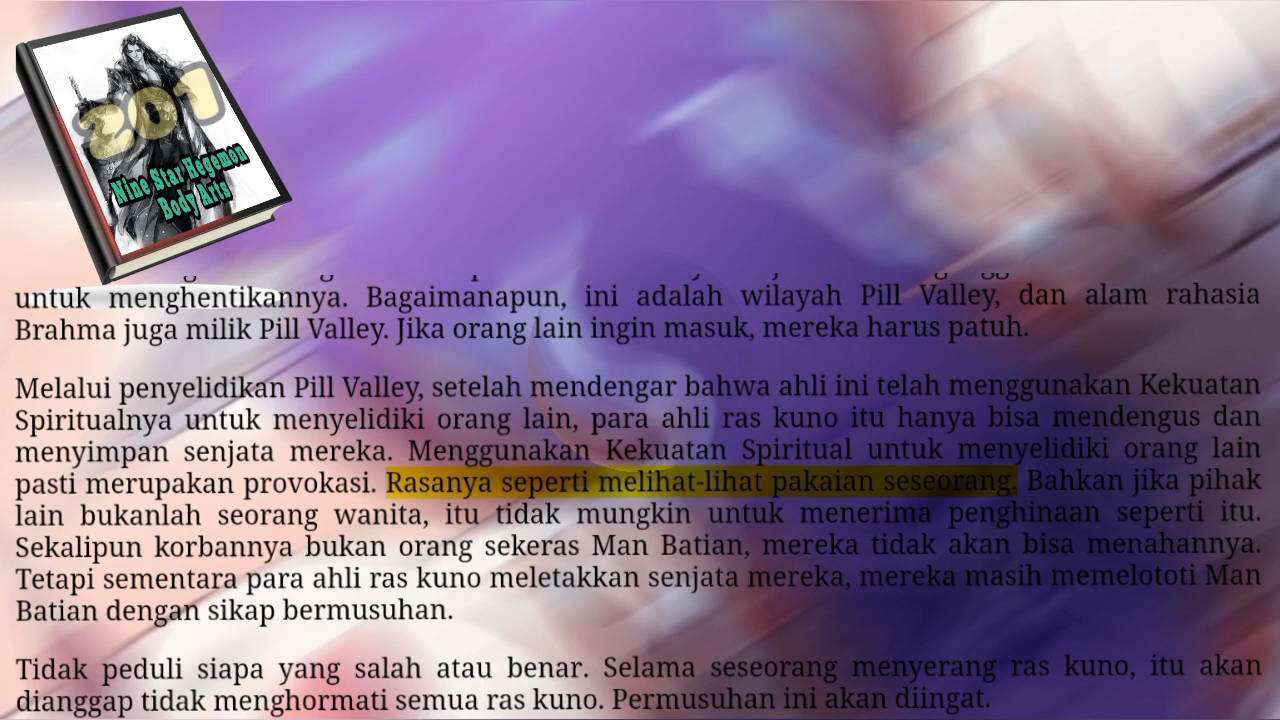 201
Nine Star Hegemon
Body Arts
untuk menghentikannya. Bagaimanapun, ini adalah wilayah Pill Valley, dan alam rahasia
Brahma juga milik Pill Valley. Jika orang lain ingin masuk, mereka harus patuh.
Melalui penyelidikan Pill Valley, setelah mendengar bahwa ahli ini telah menggunakan Kekuatan
Spiritualnya untuk menyelidiki orang lain, para ahli ras kuno itu hanya bisa mendengus dan
menyimpan senjata mereka. Menggunakan Kekuatan Spiritual untuk menyelidiki orang lain
pasti merupakan provokasi. Rasanya seperti melihat-lihat pakaian seseorang. Bahkan jika pihak
lain bukanlah seorang wanita, itu tidak mungkin untuk menerima penghinaan seperti itu.
Sekalipun korbannya bukan orang sekeras Man Batian, mereka tidak akan bisa menahannya.
Tetapi sementara para ahli ras kuno meletakkan senjata mereka, mereka masih memelototi Man
Batian dengan sikap bermusuhan.
Tidak peduli siapa yang salah atau benar. Selama seseorang menyerang ras kuno, itu akan
dianggap tidak menghormati semua ras kuno. Permusuhan ini akan diingat.